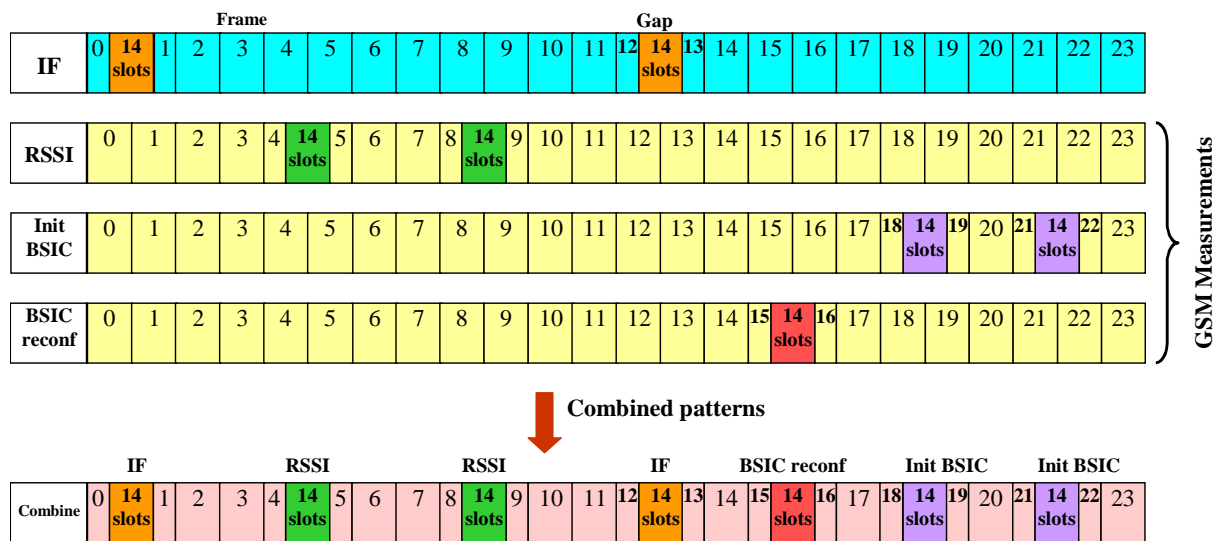 Frame Gap
IF 0 14 slots 1 2 3 4 5 6 7 8 9 10 11 12 14 slots 13 14 15 16 17 18 19 20 21 22 23
RSSI 0 1 2 3 4 14 slots 5 6 7 8 14 slots 9 10 11 12 13 14 15 16 17 18 19 20 21 22 23
Init BSIC 0 1 2 3 4 5 6 7 8 9 10 11 12 13 14 15 16 17 18 14 slots 19 20 21 14 slots 22 23
BSIC reconf 0 1 2 3 4 5 6 7 8 9 10 11 12 13 14 15 14 slots 16 17 18 19 20 21 22 23
GSM Measurements
Combined patterns
IF RSSI RSSI IF BSIC reconf Init BSIC Init BSIC
Combine 0 14 slots 1 2 3 4 14 slots 5 6 7 8 14 slots 9 10 11 12 14 slots 13 14 15 14 slots 16 17 18 14 slots 19 20 21 14 slots 22 23